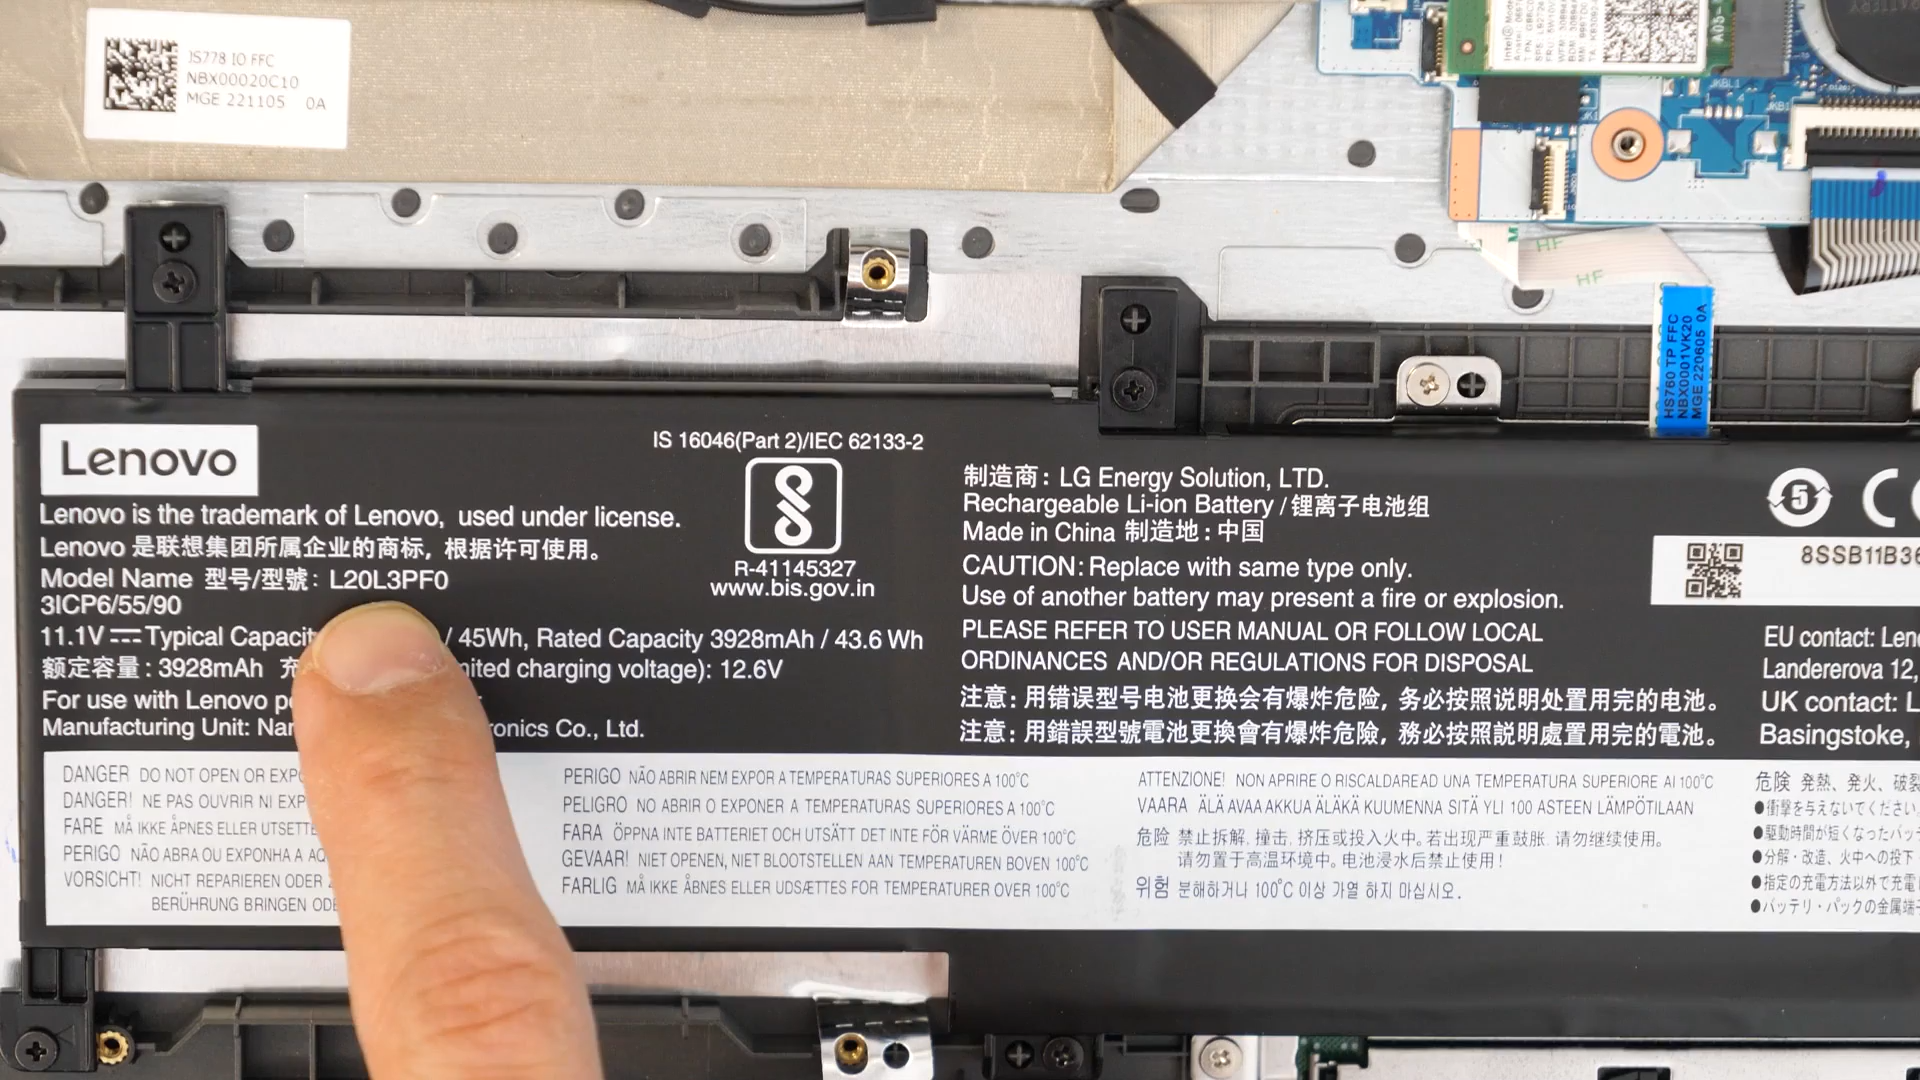 JS778 IO FFC
NBX00020C10
MGE 221105 0A
A05-
JKBL1
JKB1
HF
HF
HS760 TP FFC
NBX0001VK20
MGE 220605 0A
Lenovo
Lenovo is the trademark of Lenovo, used under license.
Lenovo 是联想集团所属企业的商标, 根据许可使用。
Model Name 型号/型號: L20L3PF0
3ICP6/55/90
11.1V Typical Capacit / 45Wh, Rated Capacity 3928mAh / 43.6 Wh
额定容量: 3928mAh 充 ited charging voltage): 12.6V
For use with Lenovo
Manufacturing Unit: ronics Co., Ltd.
IS 16046(Part 2)/IEC 62133-2
R-41145327
www.bis.gov.in
制造商: LG Energy Solution, LTD.
Rechargeable Li-ion Battery /锂离子电池组
Made in China 制造地: 中国
CAUTION: Replace with same type only.
Use of another battery may present a fire or explosion.
PLEASE REFER TO USER MANUAL OR FOLLOW LOCAL
ORDINANCES AND/OR REGULATIONS FOR DISPOSAL
注意: 用错误型号电池更换会有爆炸危险, 务必按照说明处置用完的电池。
注意: 用錯誤型號電池更換會有爆炸危險, 務必按照說明處置用完的電池。
5
CE
8SSB11B36
EU contact: Len
Landererova 12,
UK contact: L
Basingstoke,
DANGER DO NOT OPEN OR EXPO
DANGER! NE PAS OUVRIR NI EXP
FARE MÅ IKKE ÅPNES ELLER UTSETTE
PERIGO NÃO ABRA OU EXPONHA A AQ
VORSICHT! NICHT REPARIEREN ODER
BERÜHRUNG BRINGEN ODE
PERIGO NÃO ABRIR NEM EXPOR A TEMPERATURAS SUPERIORES A 100°C
PELIGRO NO ABRIR O EXPONER A TEMPERATURAS SUPERIORES A 100°C
FARA ÖPPNA INTE BATTERIET OCH UTSÄTT DET INTE FÖR VÄRME ÖVER 100°C
GEVAAR! NIET OPENEN, NIET BLOOTSTELLEN AAN TEMPERATUREN BOVEN 100°C
FARLIG MÅ IKKE ÅBNES ELLER UDSÆTTES FOR TEMPERATURER OVER 100°C
ATTENZIONE! NON APRIRE O RISCALDAREAD UNA TEMPERATURA SUPERIORE AI 100°C
VAARA ÄLÄ AVAA AKKUA ÄLÄKÄ KUUMENNA SITÄ YLI 100 ASTEEN LÄMPÖTILAAN
危险 禁止拆解, 撞击, 挤压或投入火中。若出现严重鼓胀, 请勿继续使用。
请勿置于高温环境中。电池浸水后禁止使用!
위험 분해하거나 100°C 이상 가열 하지 마십시오.
危険 発熱、発火、破裂
●衝撃を与えないでください。
●駆動時間が短くなったバッテ
●分解・改造、火中への投下
●指定の充電方法以外で充電
●バッテリ・パックの金属端子